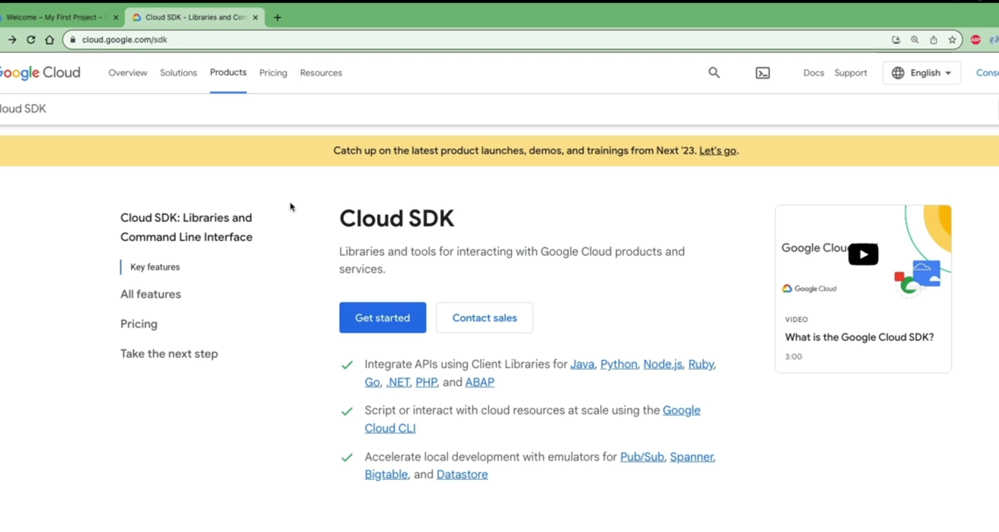 Welcome – My First Project –
Cloud SDK - Libraries and Com
cloud.google.com/sdk
ABP
Google Cloud
Overview
Solutions
Products
Pricing
Resources
Docs
Support
English
Conso
loud SDK
Catch up on the latest product launches, demos, and trainings from Next '23. Let's go.
Cloud SDK: Libraries and
Command Line Interface
Key features
All features
Pricing
Take the next step
Cloud SDK
Libraries and tools for interacting with Google Cloud products and
services.
Get started
Contact sales
Integrate APIs using Client Libraries for Java, Python, Node.js, Ruby,
Go, .NET, PHP, and ABAP
Script or interact with cloud resources at scale using the Google
Cloud CLI
Accelerate local development with emulators for Pub/Sub, Spanner,
Bigtable, and Datastore
Google Clou
Google Cloud
VIDEO
What is the Google Cloud SDK?
3:00